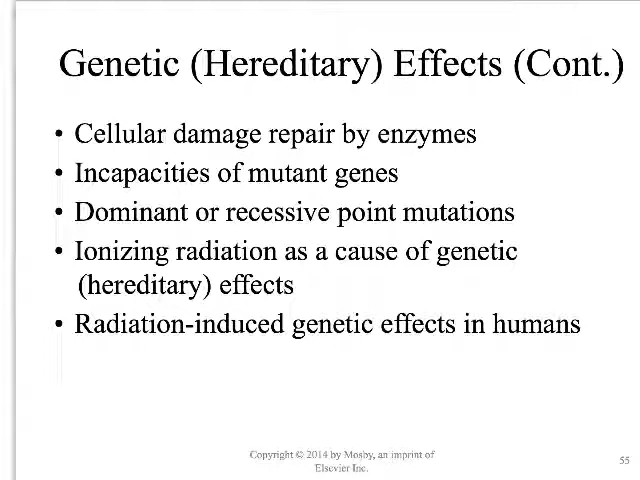 Genetic (Hereditary) Effects (Cont.)
• Cellular damage repair by enzymes
• Incapacities of mutant genes
• Dominant or recessive point mutations
• Ionizing radiation as a cause of genetic
(hereditary) effects
• Radiation-induced genetic effects in humans
Copyright © 2014 by Mosby, an imprint of
Elsevier Inc.
55